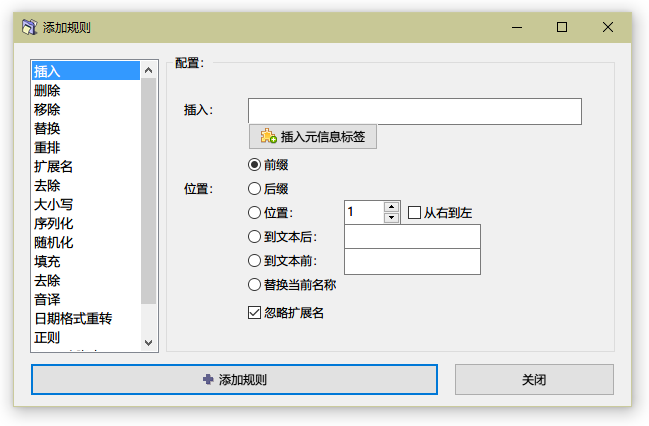 添加规则
插入
删除
移除
替换
重排
扩展名
去除
大小写
序列化
随机化
填充
去除
音译
日期格式重转
正则
配置：
插入：
插入元信息标签
位置：
前缀
后缀
位置： 1 从右到左
到文本后：
到文本前：
替换当前名称
忽略扩展名
添加规则
关闭